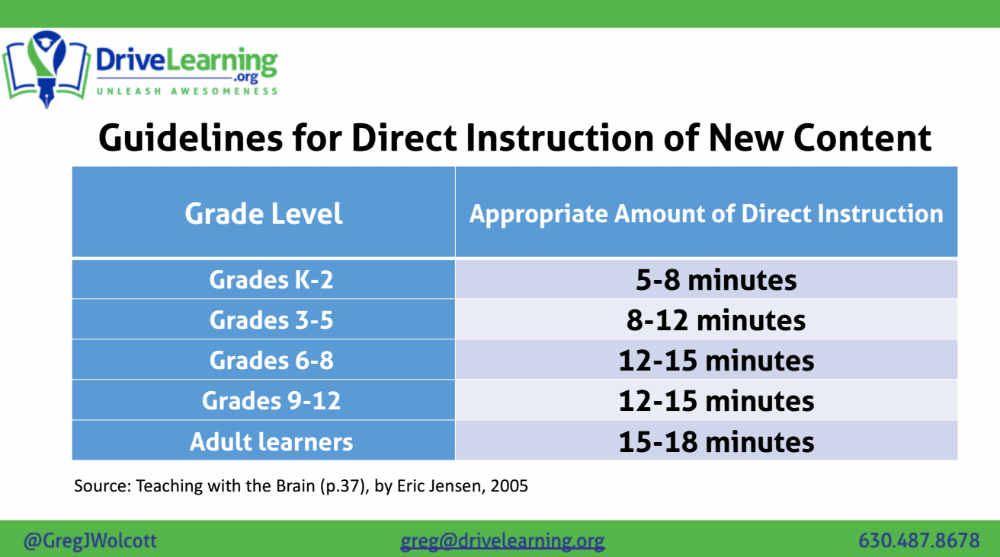 DriveLearning
.org
UNLEASH AWESOMENESS
Guidelines for Direct Instruction of New Content
Grade Level Appropriate Amount of Direct Instruction
Grades K-2 5-8 minutes
Grades 3-5 8-12 minutes
Grades 6-8 12-15 minutes
Grades 9-12 12-15 minutes
Adult learners 15-18 minutes
Source: Teaching with the Brain (p.37), by Eric Jensen, 2005
@GregJWolcott greg@drivelearning.org 630.487.8678